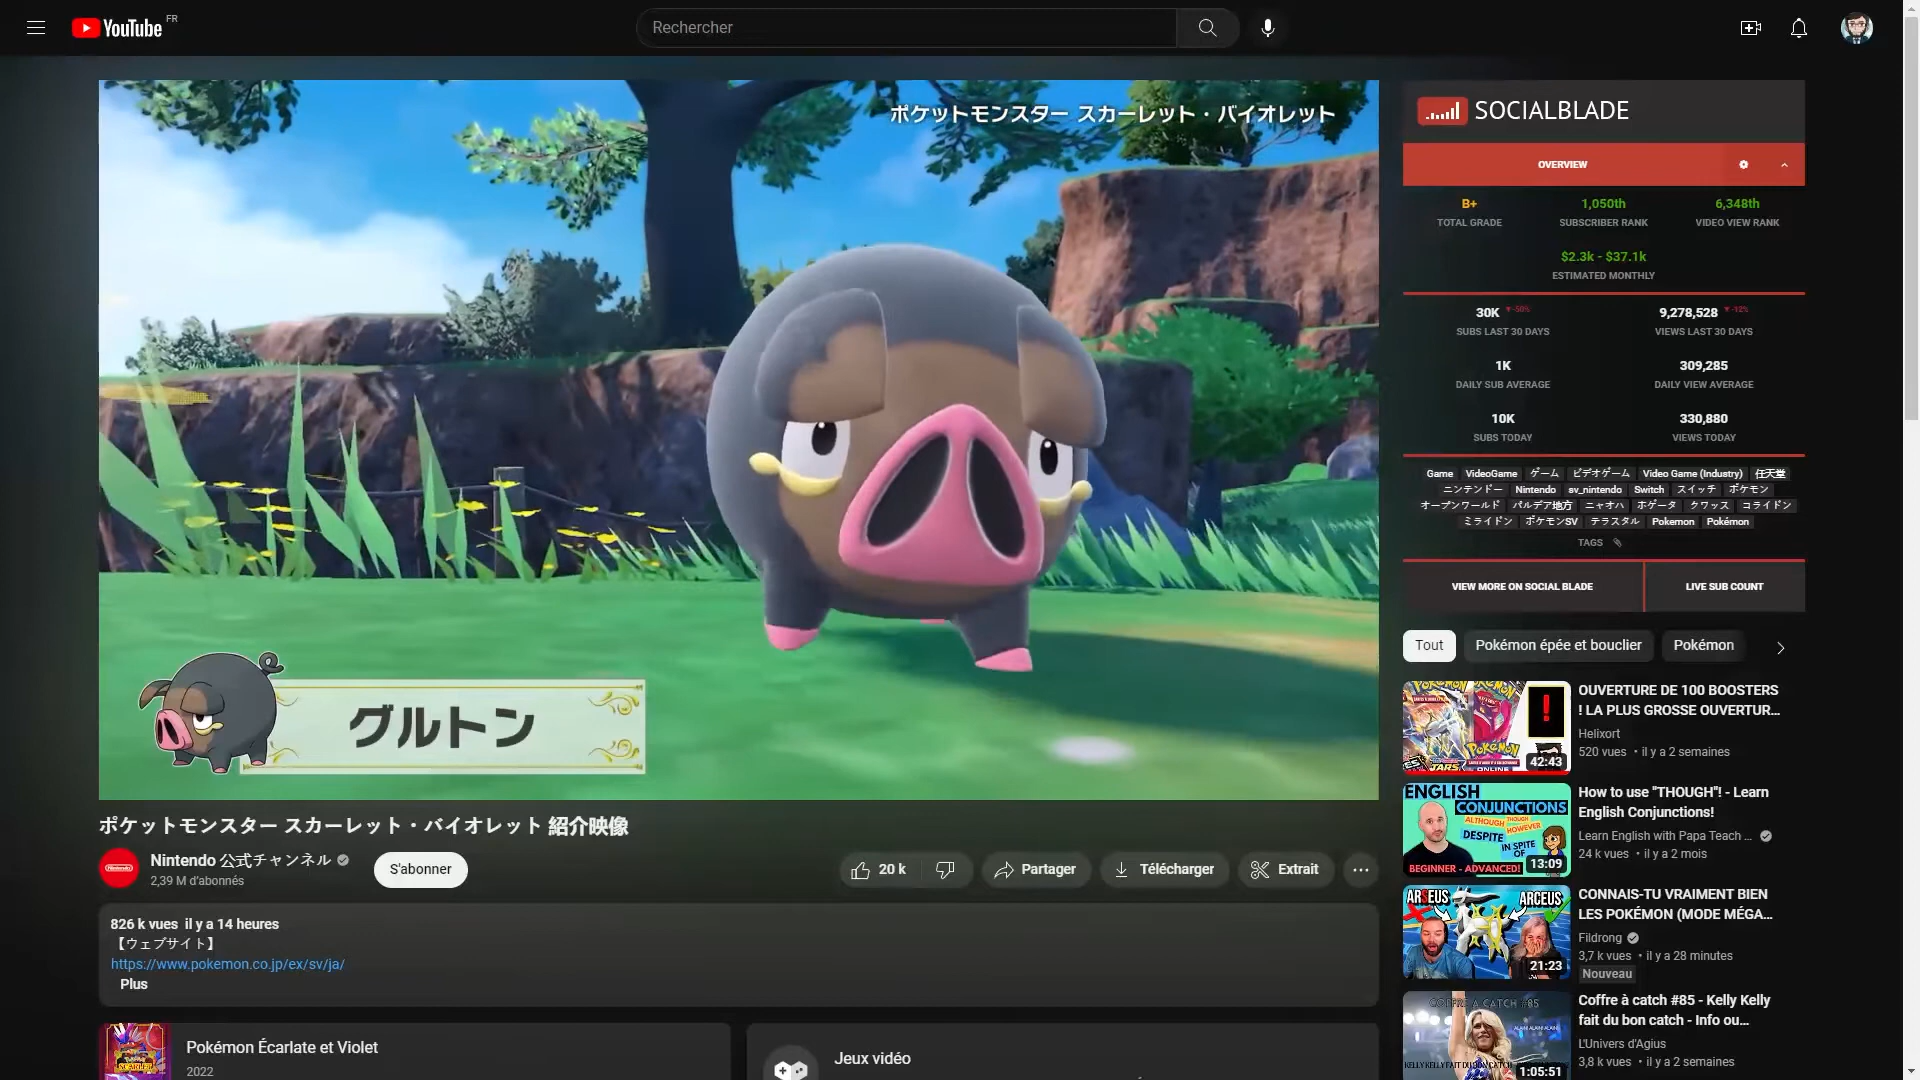 YouTube FR
Rechercher
ポケットモンスター スカーレット・バイオレット
グルトン
ポケットモンスター スカーレット・バイオレット 紹介映像
Nintendo 公式チャンネル
2,39 M d'abonnés
S'abonner
20 k
Partager
Télécharger
Extrait
826 k vues il y a 14 heures
【ウェブサイト】
https://www.pokemon.co.jp/ex/sv/ja/
Plus
Pokémon Écarlate et Violet
2022
Jeux vidéo
SOCIALBLADE
OVERVIEW
B+ 1,050th 6,348th
TOTAL GRADE SUBSCRIBER RANK VIDEO VIEW RANK
$2.3k - $37.1k
ESTIMATED MONTHLY
30K -50% 9,278,528 -12%
SUBS LAST 30 DAYS VIEWS LAST 30 DAYS
1K 309,285
DAILY SUB AVERAGE DAILY VIEW AVERAGE
10K 330,880
SUBS TODAY VIEWS TODAY
Game VideoGame ゲーム ビデオゲーム Video Game (Industry) 任天堂
ニンテンドー Nintendo sv_nintendo Switch スイッチ ポケモン
オープンワールド パルデア地方 ニャオハ ホゲータ クワッス コライドン
ミライドン ポケモンSV テラスタル Pokemon Pokémon
TAGS
VIEW MORE ON SOCIAL BLADE LIVE SUB COUNT
Tout Pokémon épée et bouclier Pokémon
42:43
OUVERTURE DE 100 BOOSTERS
! LA PLUS GROSSE OUVERTUR...
Helixort
520 vues • il y a 2 semaines
ENGLISH
CONJUNCTIONS
ALTHOUGH THOUGH
HOWEVER
DESPITE
IN SPITE
OF
BEGINNER - ADVANCED!
13:09
How to use "THOUGH"! - Learn
English Conjunctions!
Learn English with Papa Teach ...
24 k vues • il y a 2 mois
ARSEUS ARCEUS
21:23
CONNAIS-TU VRAIMENT BIEN
LES POKÉMON (MODE MÉGA...
Fildrong
3,7 k vues • il y a 28 minutes
Nouveau
COFFRE A CATCH #85
1:05:51
Coffre à catch #85 - Kelly Kelly
fait du bon catch - Info ou...
L'Univers d'Agius
3,8 k vues • il y a 2 semaines